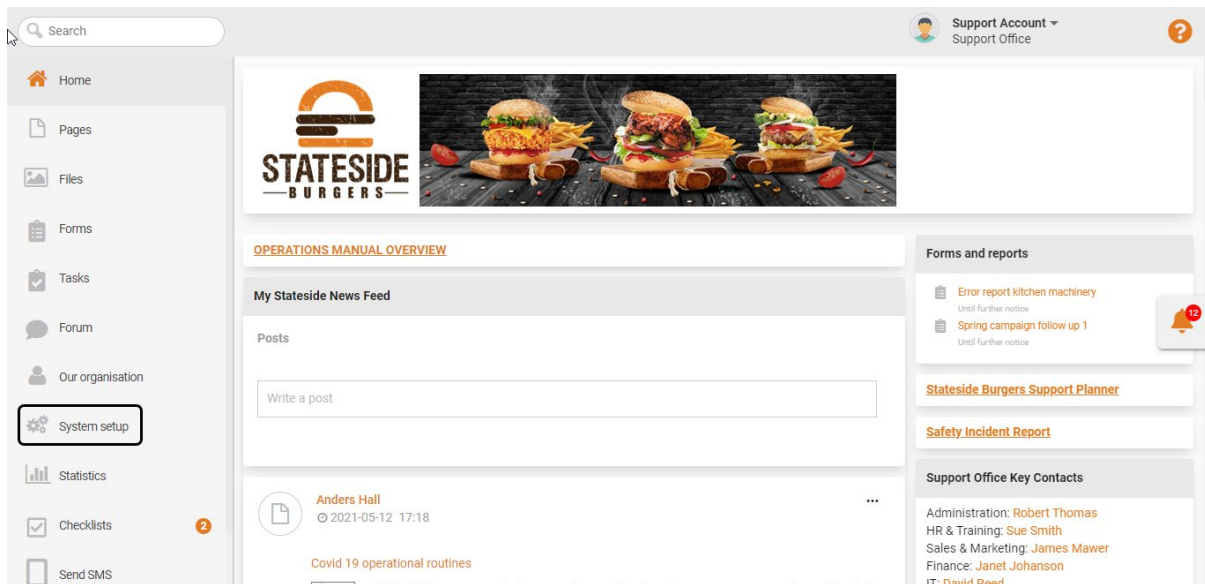 Search
Support Account
Support Office
?
Home
Pages
Files
Forms
Tasks
Forum
Our organisation
System setup
Statistics
Checklists
2
Send SMS
STATESIDE
BURGERS
OPERATIONS MANUAL OVERVIEW
My Stateside News Feed
Posts
Write a post
Anders Hall
2021-05-12 17:18
Covid 19 operational routines
Forms and reports
Error report kitchen machinery
Until further notice
Spring campaign follow up 1
Until further notice
12
Stateside Burgers Support Planner
Safety Incident Report
Support Office Key Contacts
Administration: Robert Thomas
HR & Training: Sue Smith
Sales & Marketing: James Mawer
Finance: Janet Johanson
IT: David Reed